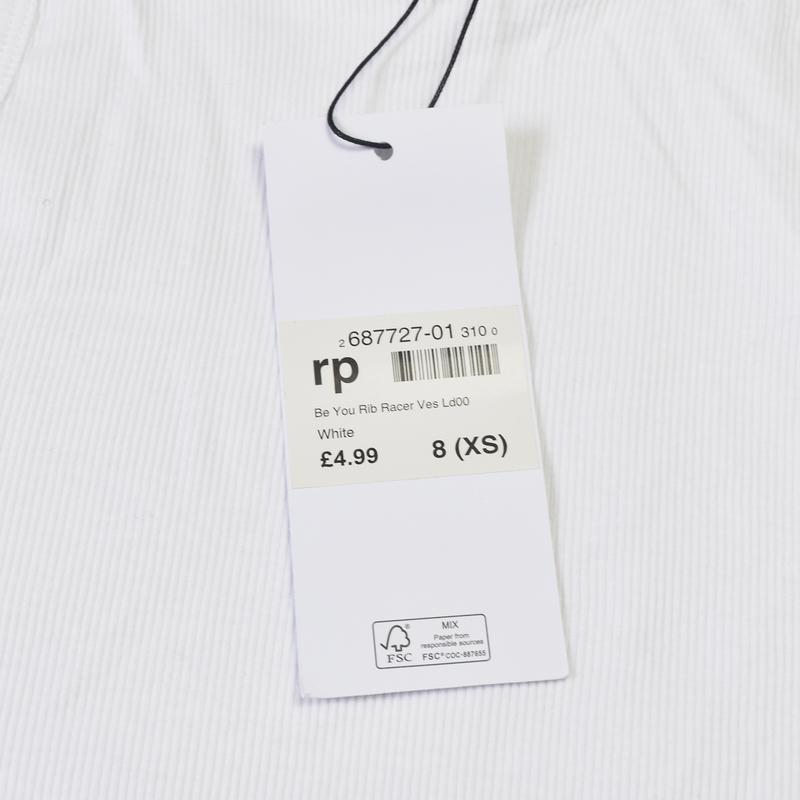 2 687727-01 310 0
rp
Be You Rib Racer Ves Ld00
White
£4.99 8 (XS)
MIX
Paper from
responsible sources
FSC® COC-887655
® FSC